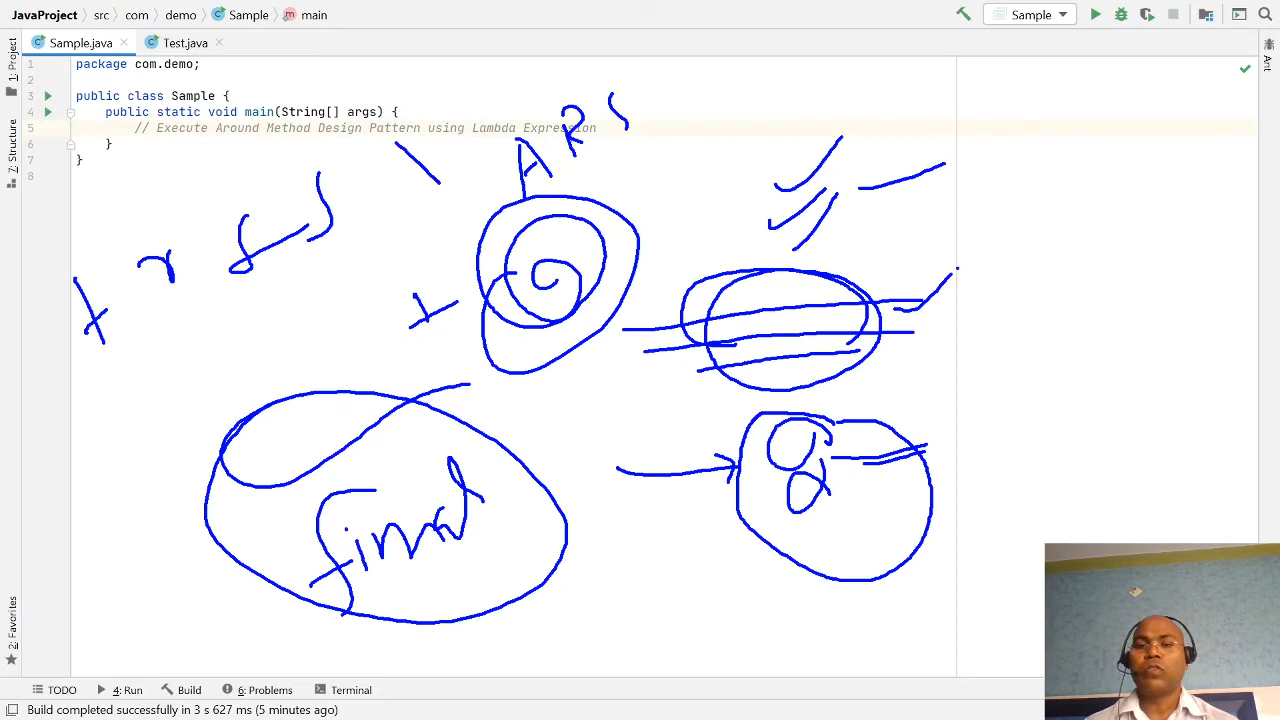 JavaProject src com demo Sample main
Sample
1: Project
7: Structure
2: Favorites
Ant
Sample.java
Test.java
1 package com.demo;
2
3 public class Sample {
4 public static void main(String[] args) {
5 // Execute Around Method Design Pattern using Lambda Expression
6 }
7 }
8
A R
final
TODO 4: Run Build 6: Problems Terminal
Build completed successfully in 3 s 627 ms (5 minutes ago)